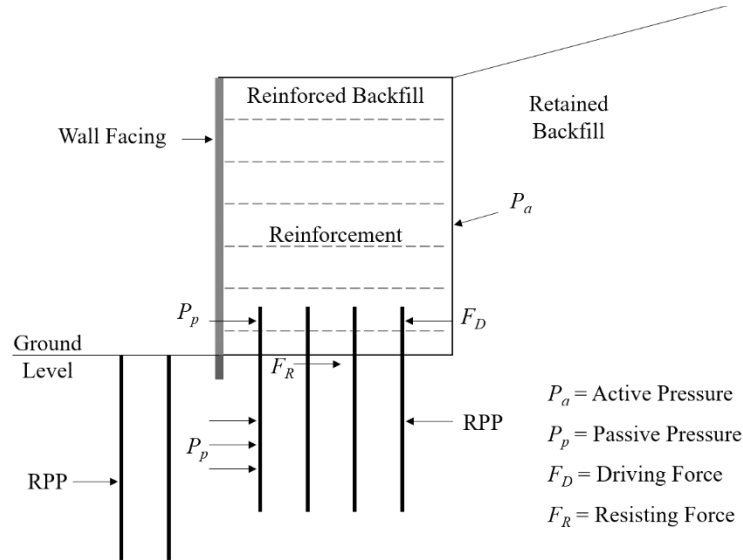 Reinforced Backfill
Retained
Backfill
Wall Facing
Pa
Reinforcement
Pp
FD
Ground
Level
FR
Pa = Active Pressure
RPP
Pp
Pp = Passive Pressure
RPP
FD = Driving Force
FR = Resisting Force